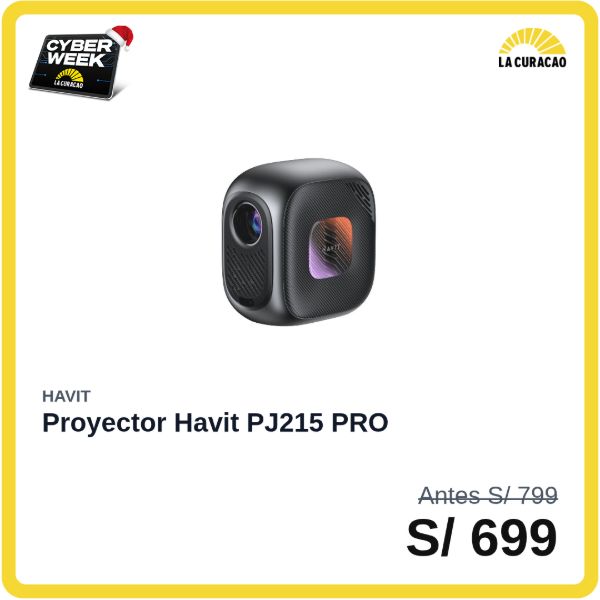 CYBER
WEEK
LA CURACAO
LA CURACAO
HAVIT
HAVIT
Proyector Havit PJ215 PRO
Antes S/ 799
S/ 699